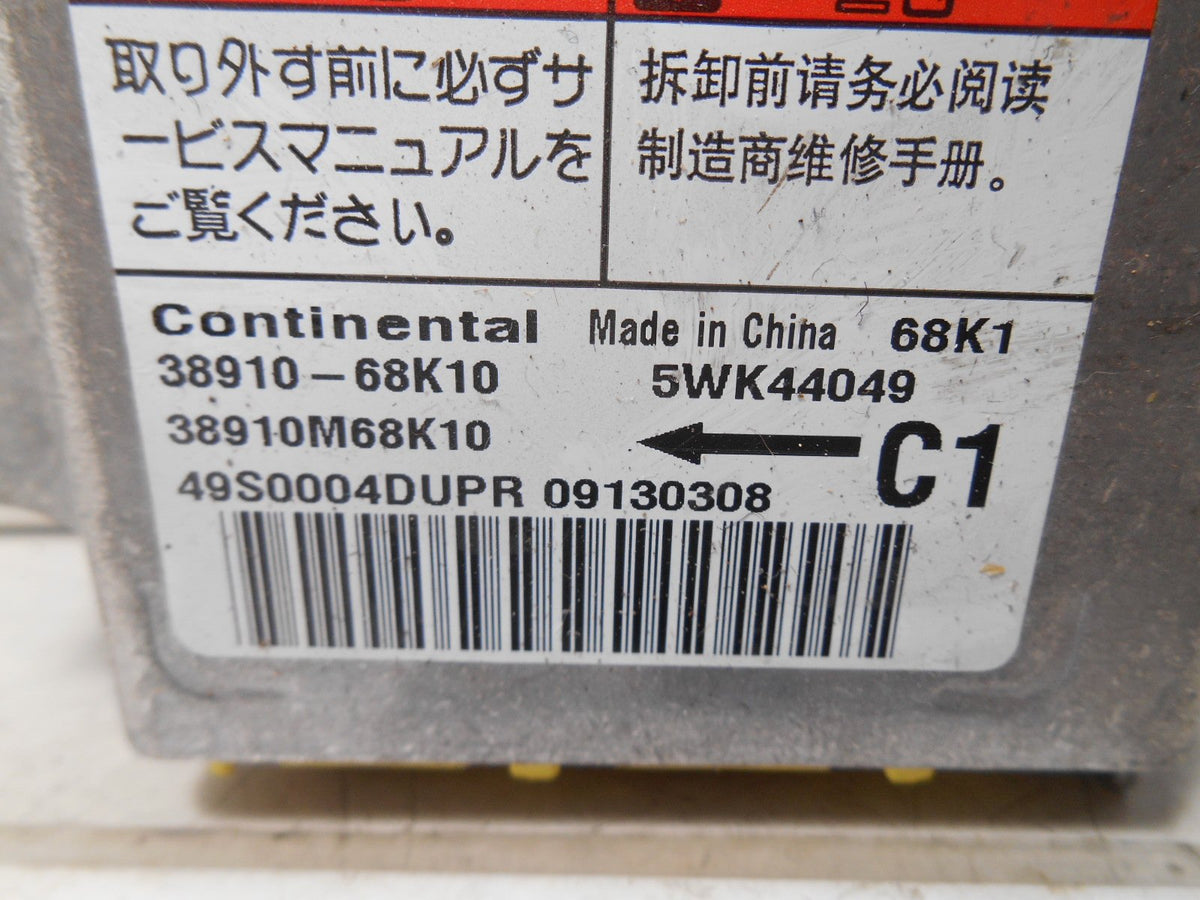 取り外す前に必ずサ
ービスマニュアルを
ご覧ください。
拆卸前请务必阅读
制造商维修手册。
Continental Made in China 68K1
38910-68K10 5WK44049
38910M68K10
C1
49S0004DUPR 09130308